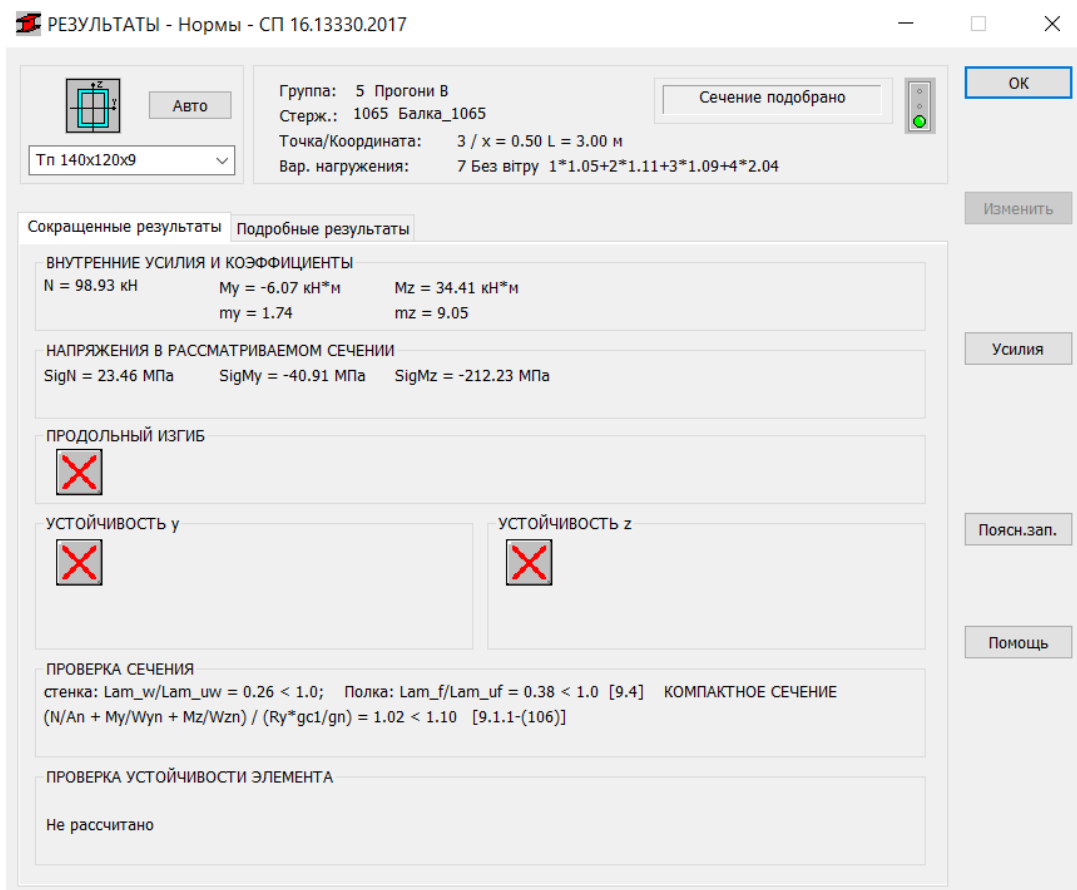 РЕЗУЛЬТАТЫ - Нормы - СП 16.13330.2017
z
y
Авто
Тп 140x120x9
Группа: 5 Прогони В
Стерж.: 1065 Балка_1065
Точка/Координата: 3 / x = 0.50 L = 3.00 м
Вар. нагружения: 7 Без вітру 1*1.05+2*1.11+3*1.09+4*2.04
Сечение подобрано
ОК
Изменить
Усилия
Поясн.зап.
Помощь
Сокращенные результаты Подробные результаты
ВНУТРЕННИЕ УСИЛИЯ И КОЭФФИЦИЕНТЫ
N = 98.93 кН My = -6.07 кН*м Mz = 34.41 кН*м
my = 1.74 mz = 9.05
НАПРЯЖЕНИЯ В РАССМАТРИВАЕМОМ СЕЧЕНИИ
SigN = 23.46 МПа SigMy = -40.91 МПа SigMz = -212.23 МПа
ПРОДОЛЬНЫЙ ИЗГИБ
УСТОЙЧИВОСТЬ y УСТОЙЧИВОСТЬ z
ПРОВЕРКА СЕЧЕНИЯ
стенка: Lam_w/Lam_uw = 0.26 < 1.0; Полка: Lam_f/Lam_uf = 0.38 < 1.0 [9.4] КОМПАКТНОЕ СЕЧЕНИЕ
(N/An + My/Wyn + Mz/Wzn) / (Ry*gc1/gn) = 1.02 < 1.10 [9.1.1-(106)]
ПРОВЕРКА УСТОЙЧИВОСТИ ЭЛЕМЕНТА
Не рассчитано